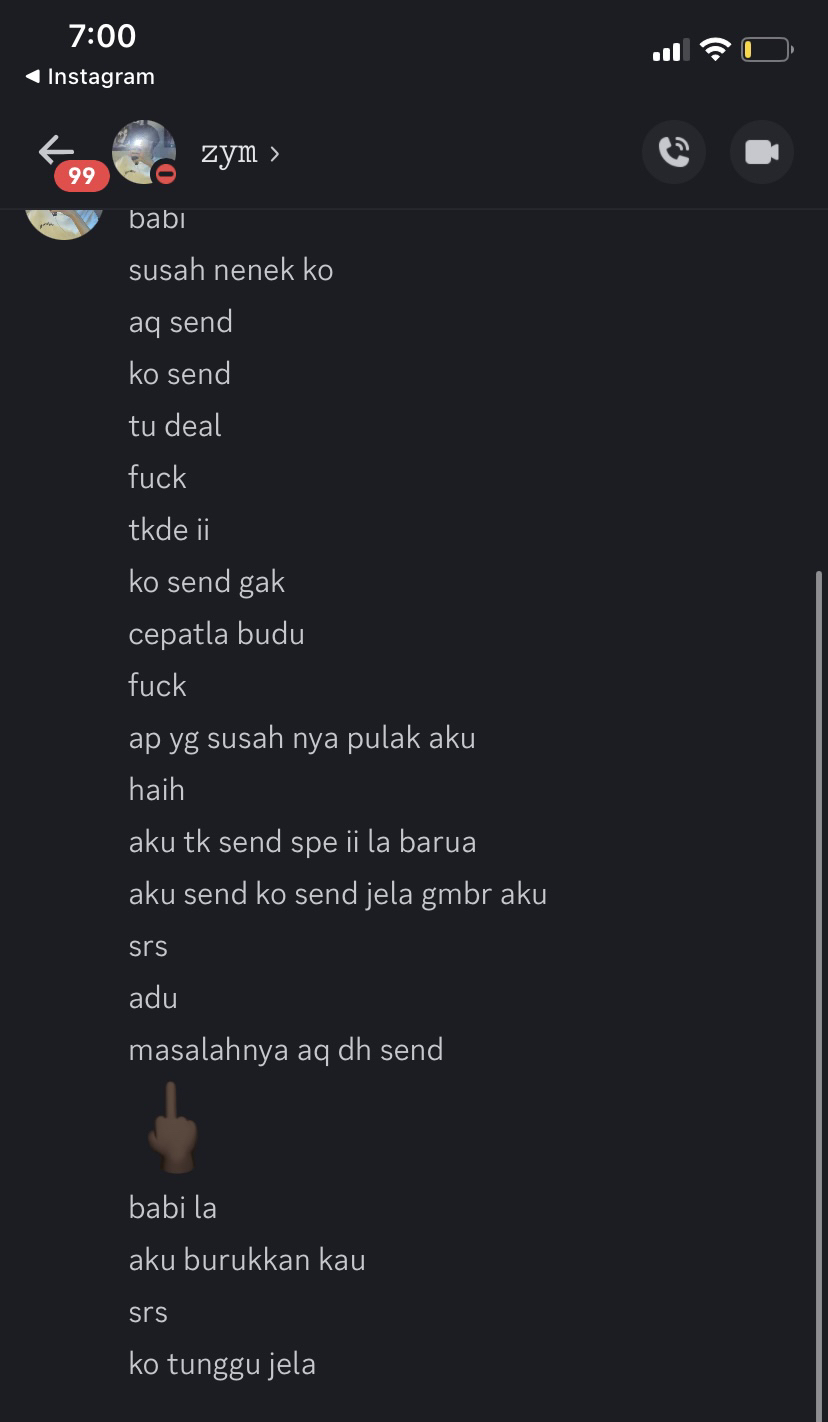 7:00
Instagram
99
zym
babi
susah nenek ko
aq send
ko send
tu deal
fuck
tkde ii
ko send gak
cepatla budu
fuck
ap yg susah nya pulak aku
haih
aku tk send spe ii la barua
aku send ko send jela gmbr aku
srs
adu
masalahnya aq dh send
babi la
aku burukkan kau
srs
ko tunggu jela